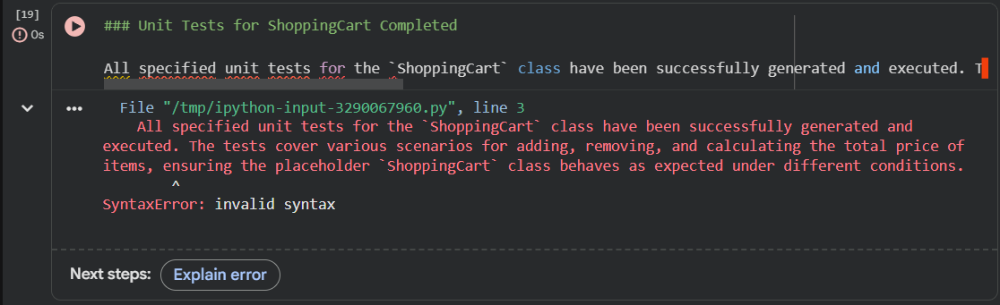 [19]
0s
### Unit Tests for ShoppingCart Completed
All specified unit tests for the `ShoppingCart` class have been successfully generated and executed. T
File "/tmp/ipython-input-3290067960.py", line 3
All specified unit tests for the `ShoppingCart` class have been successfully generated and
executed. The tests cover various scenarios for adding, removing, and calculating the total price of
items, ensuring the placeholder `ShoppingCart` class behaves as expected under different conditions.
^
SyntaxError: invalid syntax
Next steps: Explain error